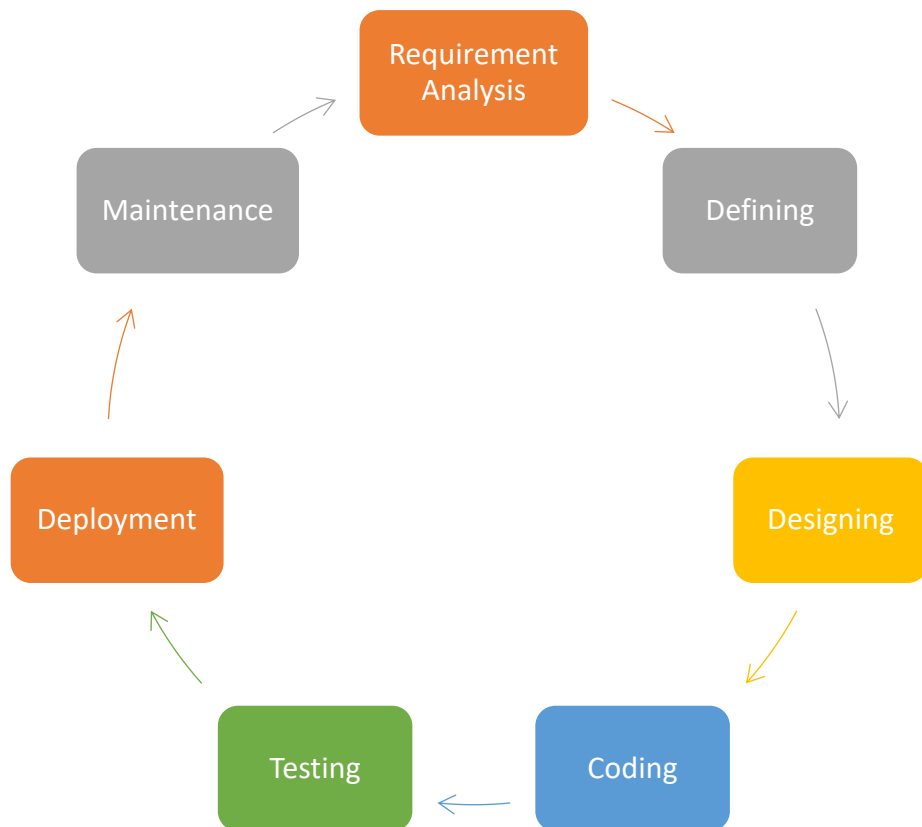 Requirement
Analysis
Defining
Designing
Coding
Testing
Deployment
Maintenance